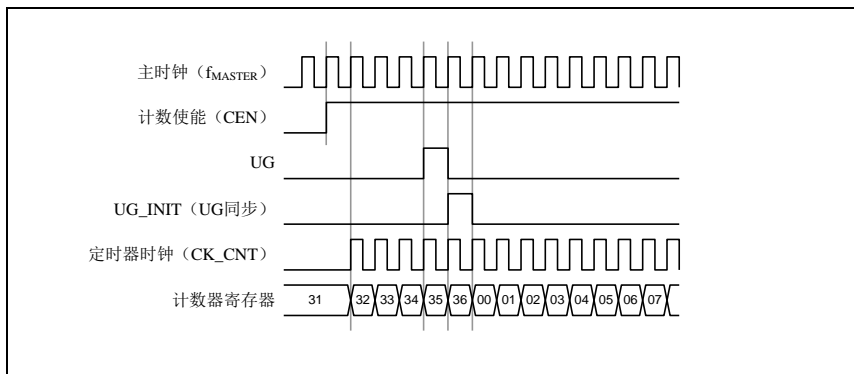 主时钟（fMASTER）
计数使能（CEN）
UG
UG_INIT（UG同步）
定时器时钟（CK_CNT）
计数器寄存器 31 32 33 34 35 36 00 01 02 03 04 05 06 07